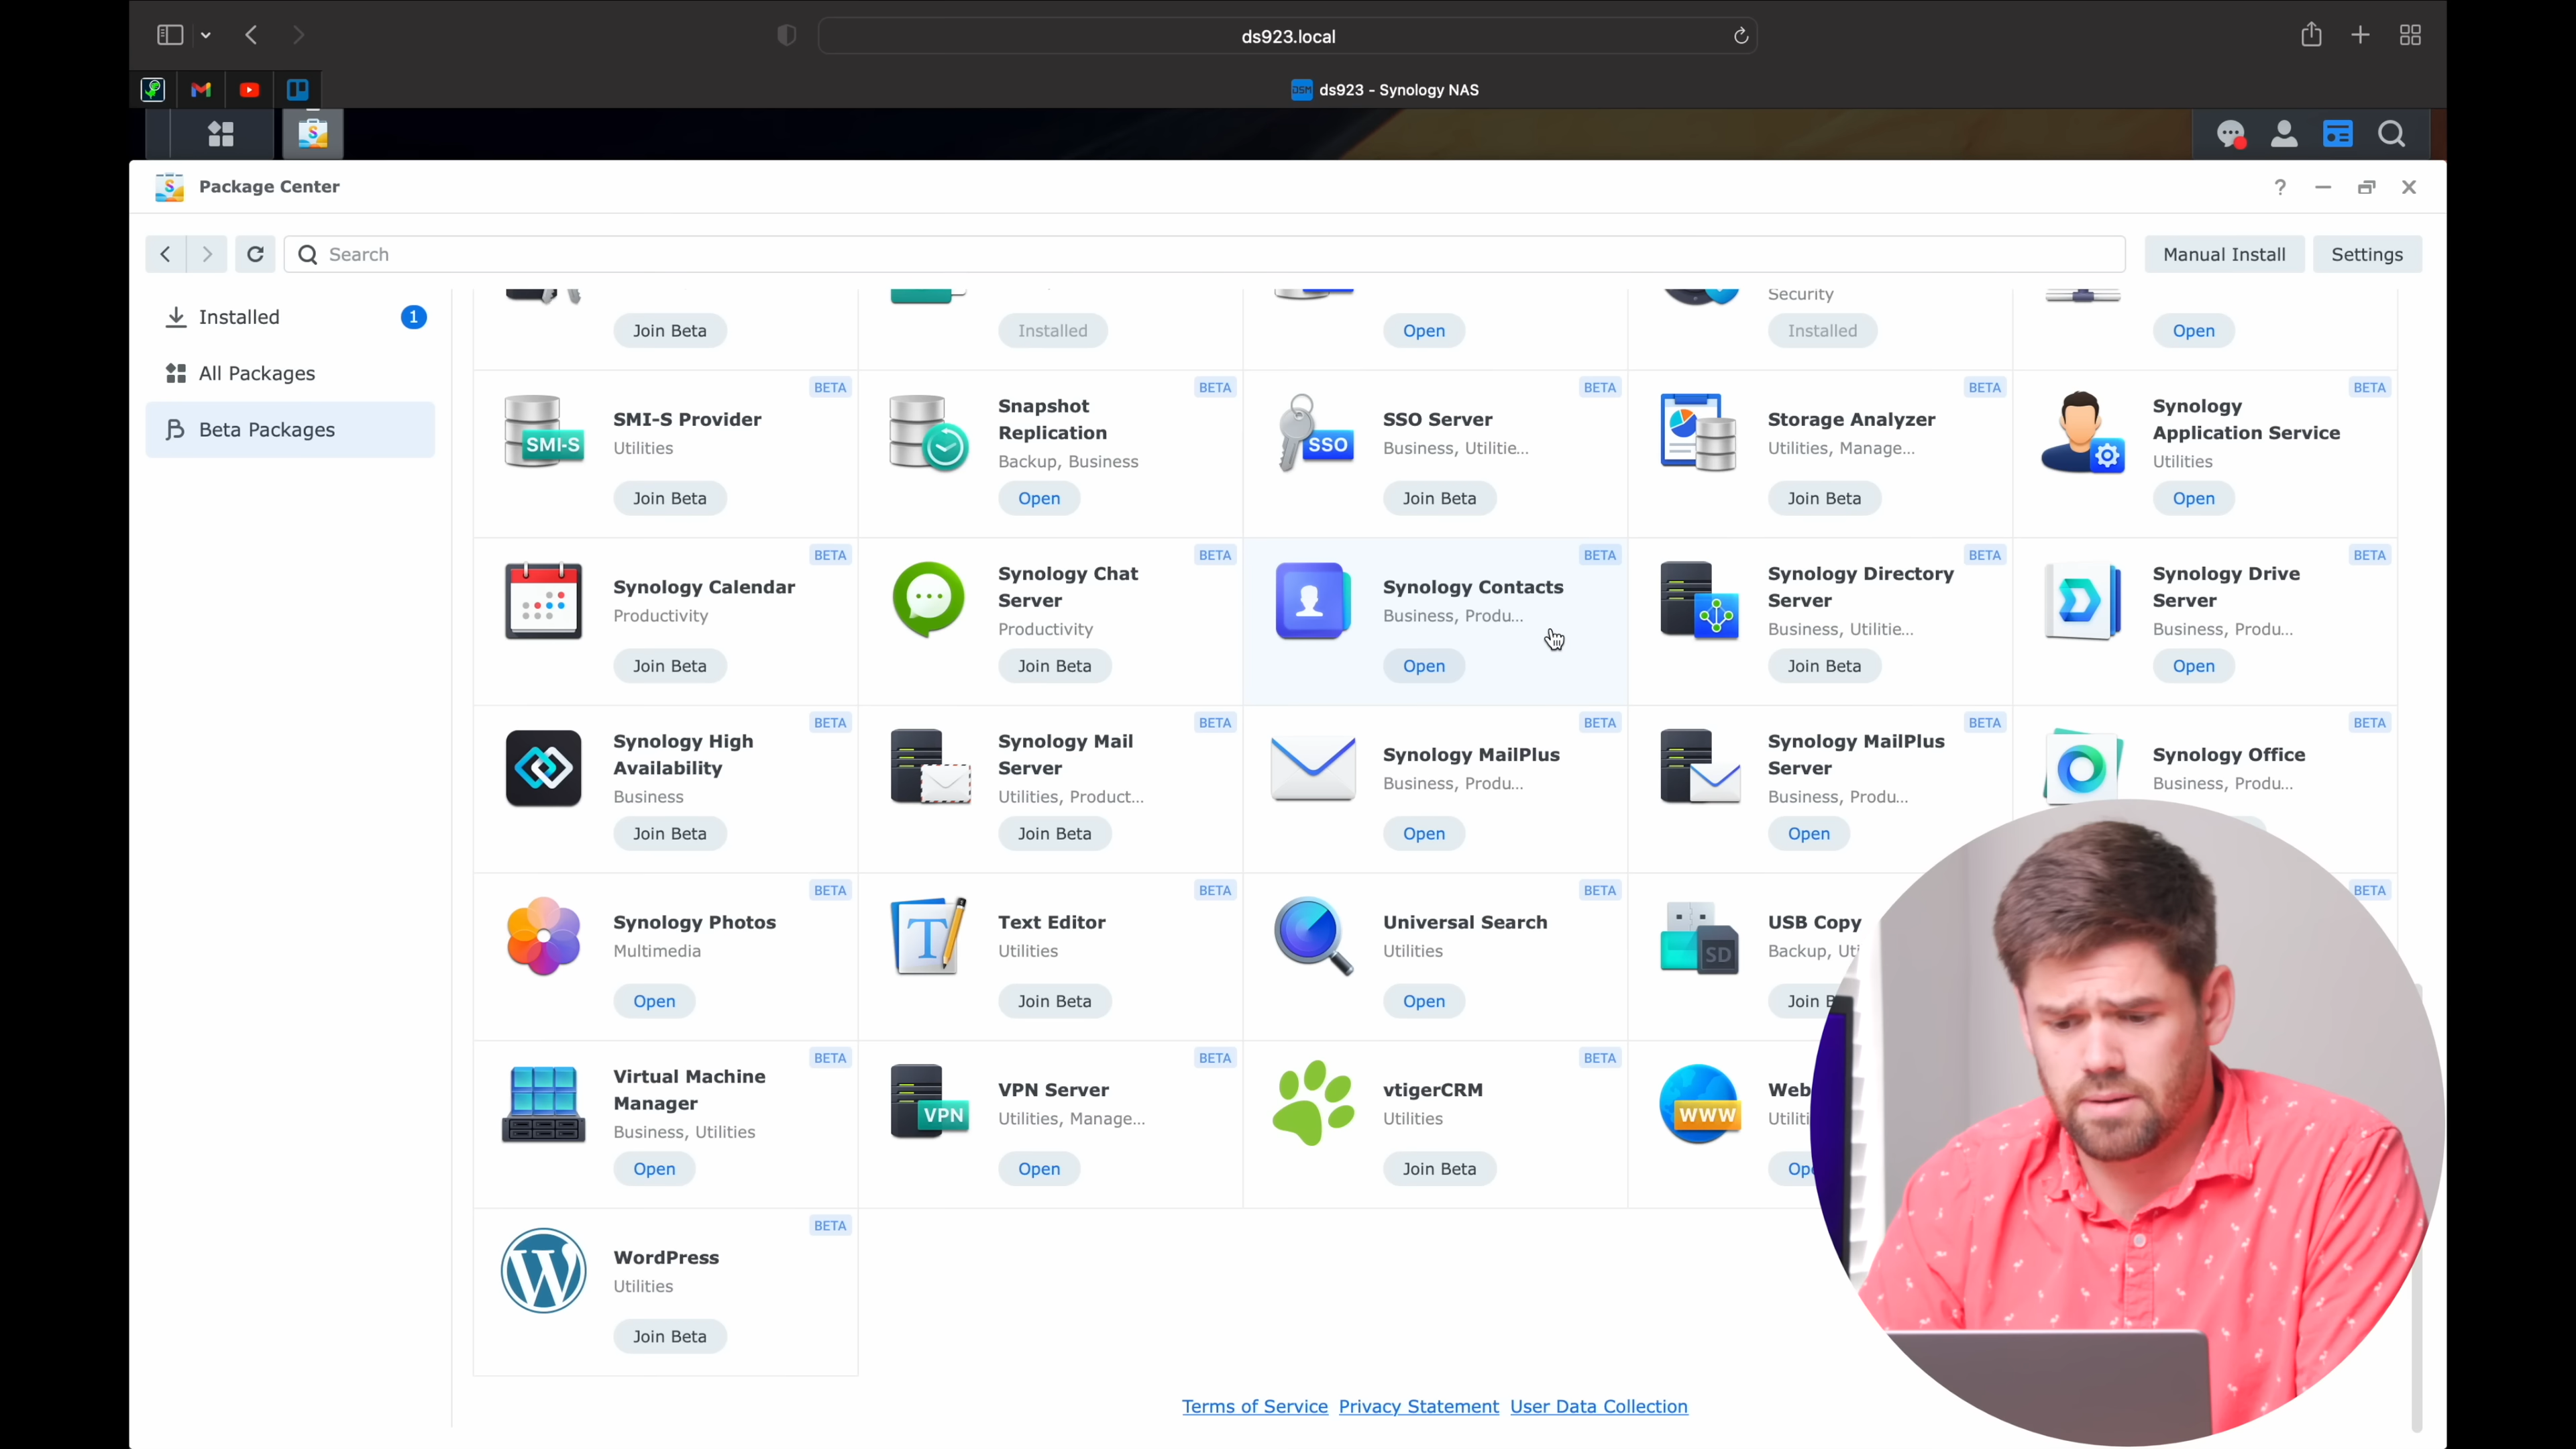 ds923.local
DSM ds923 - Synology NAS
Package Center
Search
Manual Install
Settings
Installed 1
All Packages
Beta Packages
Security
Join Beta
Installed
Open
Installed
Open
BETA
SMI-S
SMI-S Provider
Utilities
Join Beta
BETA
Snapshot
Replication
Backup, Business
Open
BETA
SSO
SSO Server
Business, Utilitie...
Join Beta
BETA
Storage Analyzer
Utilities, Manage...
Join Beta
BETA
Synology
Application Service
Utilities
Open
BETA
Synology Calendar
Productivity
Join Beta
BETA
Synology Chat
Server
Productivity
Join Beta
BETA
Synology Contacts
Business, Produ...
Open
BETA
Synology Directory
Server
Business, Utilitie...
Join Beta
BETA
Synology Drive
Server
Business, Produ...
Open
BETA
Synology High
Availability
Business
Join Beta
BETA
Synology Mail
Server
Utilities, Product...
Join Beta
BETA
Synology MailPlus
Business, Produ...
Open
BETA
Synology MailPlus
Server
Business, Produ...
Open
BETA
Synology Office
Business, Produ...
BETA
Synology Photos
Multimedia
Open
BETA
Text Editor
Utilities
Join Beta
BETA
Universal Search
Utilities
Open
SD
USB Copy
Backup,
Join
BETA
BETA
Virtual Machine
Manager
Business, Utilities
Open
BETA
VPN
VPN Server
Utilities, Manage...
Open
BETA
vtigerCRM
Utilities
Join Beta
WWW
Web
BETA
WordPress
Utilities
Join Beta
Terms of Service Privacy Statement User Data Collection